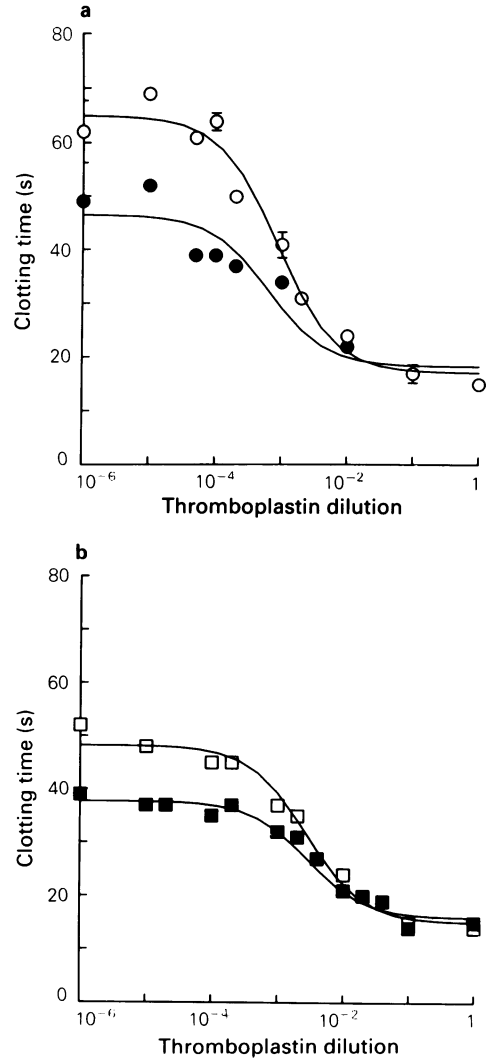 a
80
60
40
20
0
Clotting time (s)
10⁻⁶ 10⁻⁴ 10⁻² 1
Thromboplastin dilution
b
80
60
40
20
0
Clotting time (s)
10⁻⁶ 10⁻⁴ 10⁻² 1
Thromboplastin dilution